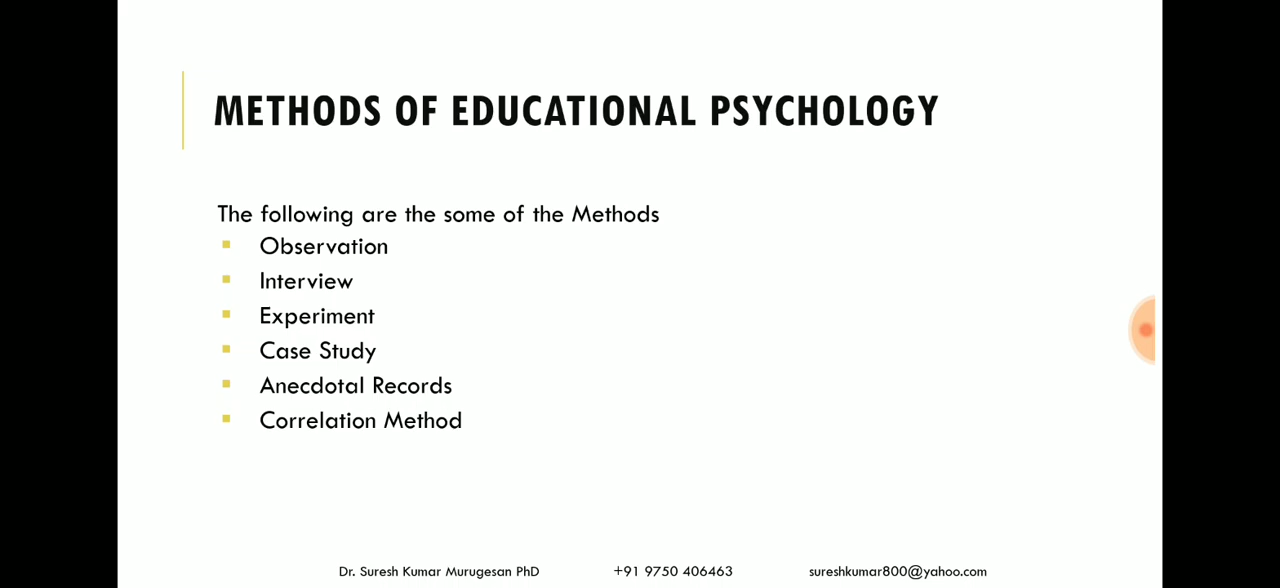 METHODS OF EDUCATIONAL PSYCHOLOGY
The following are the some of the Methods
Observation
Interview
Experiment
Case Study
Anecdotal Records
Correlation Method
Dr. Suresh Kumar Murugesan PhD +91 9750 406463 sureshkumar800@yahoo.com